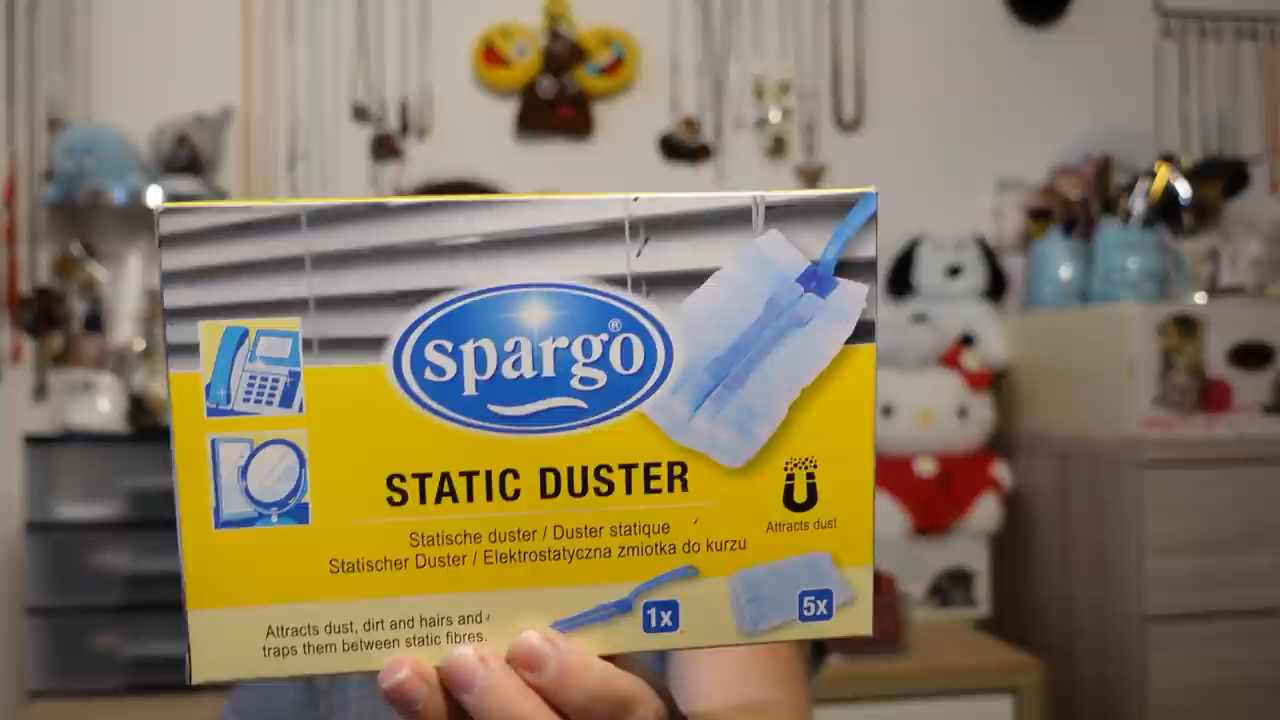 spargo®
STATIC DUSTER
Statische duster / Duster statique
Statischer Duster / Elektrostatyczna zmiotka do kurzu
Attracts dust
Attracts dust, dirt and hairs and
traps them between static fibres.
1x
5x